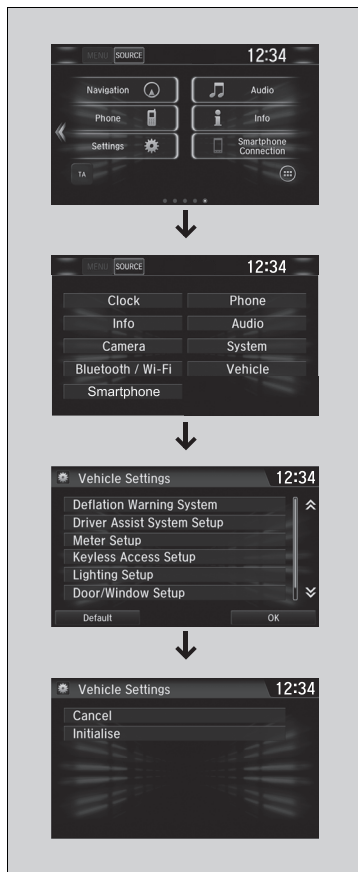 MENU SOURCE 12:34
Navigation Audio
Phone Info
Settings Smartphone
Connection
TA
MENU SOURCE 12:34
Clock Phone
Info Audio
Camera System
Bluetooth / Wi-Fi Vehicle
Smartphone
Vehicle Settings 12:34
Deflation Warning System
Driver Assist System Setup
Meter Setup
Keyless Access Setup
Lighting Setup
Door/Window Setup
Default OK
Vehicle Settings 12:34
Cancel
Initialise